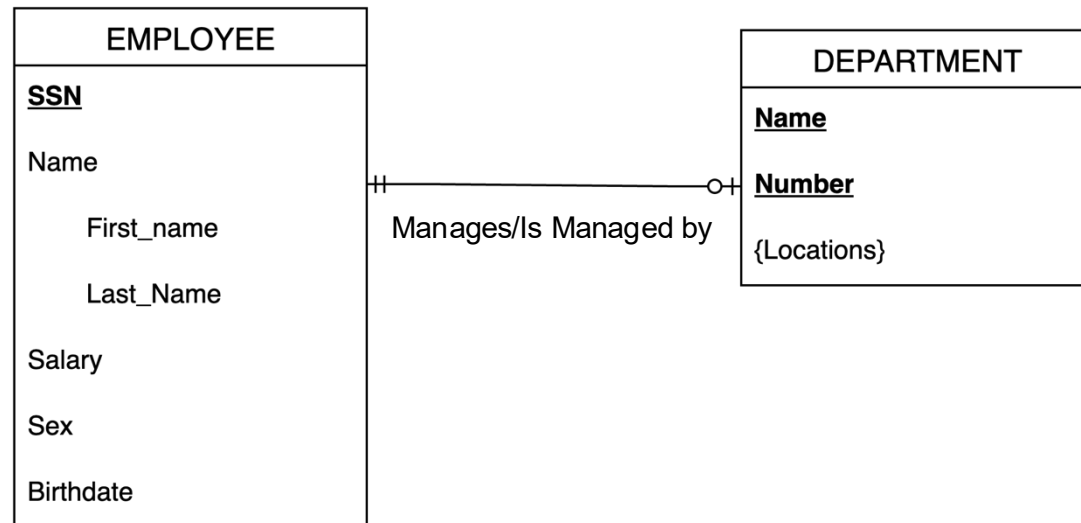 EMPLOYEE
SSN
Name
First_name
Last_Name
Salary
Sex
Birthdate
Manages/Is Managed by
DEPARTMENT
Name
Number
{Locations}